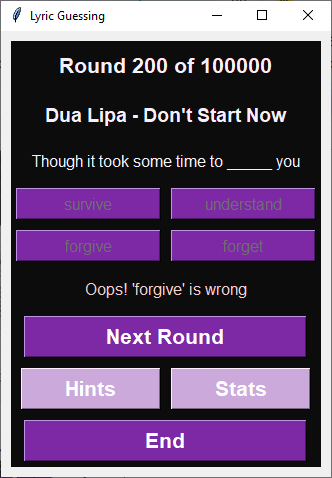 Lyric Guessing
Round 200 of 100000
Dua Lipa - Don't Start Now
Though it took some time to _____ you
survive understand
forgive forget
Oops! 'forgive' is wrong
Next Round
Hints Stats
End